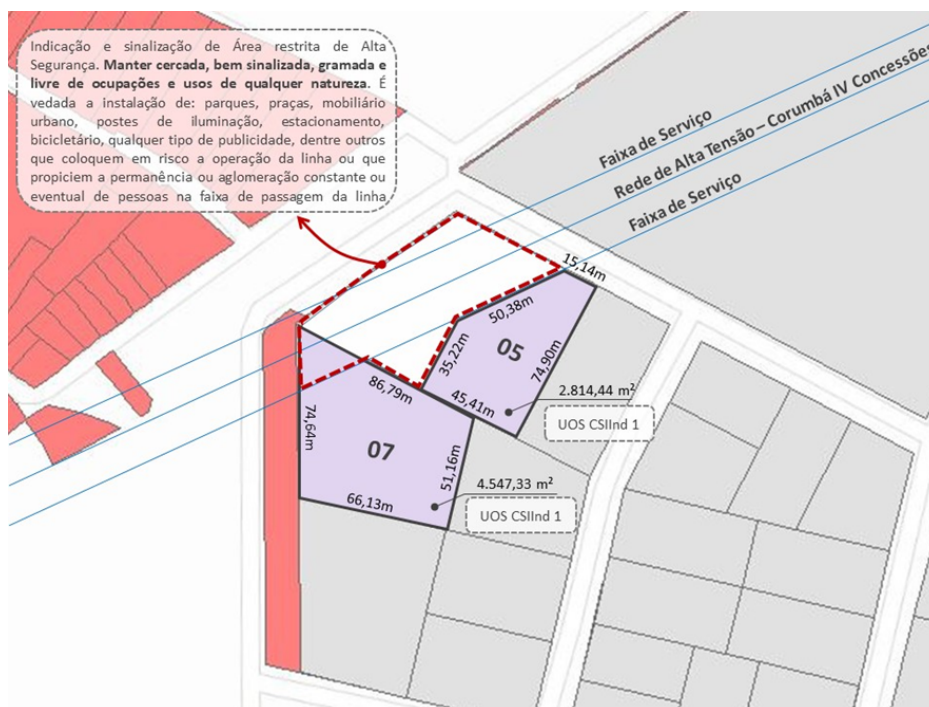 Indicação e sinalização de Área restrita de Alta
Segurança. Manter cercada, bem sinalizada, gramada e
livre de ocupações e usos de qualquer natureza. É
vedada a instalação de: parques, praças, mobiliário
urbano, postes de iluminação, estacionamento,
bicicletário, qualquer tipo de publicidade, dentre outros
que coloquem em risco a operação da linha ou que
propiciem a permanência ou aglomeração constante ou
eventual de pessoas na faixa de passagem da linha
Faixa de Serviço
Rede de Alta Tensão – Corumbá IV Concessões
Faixa de Serviço
15,14m
50,38m
05
35,22m
74,90m
86,79m
45,41m
2.814,44 m²
UOS CSIInd 1
74,64m
07
51,16m
4.547,33 m²
66,13m
UOS CSIInd 1